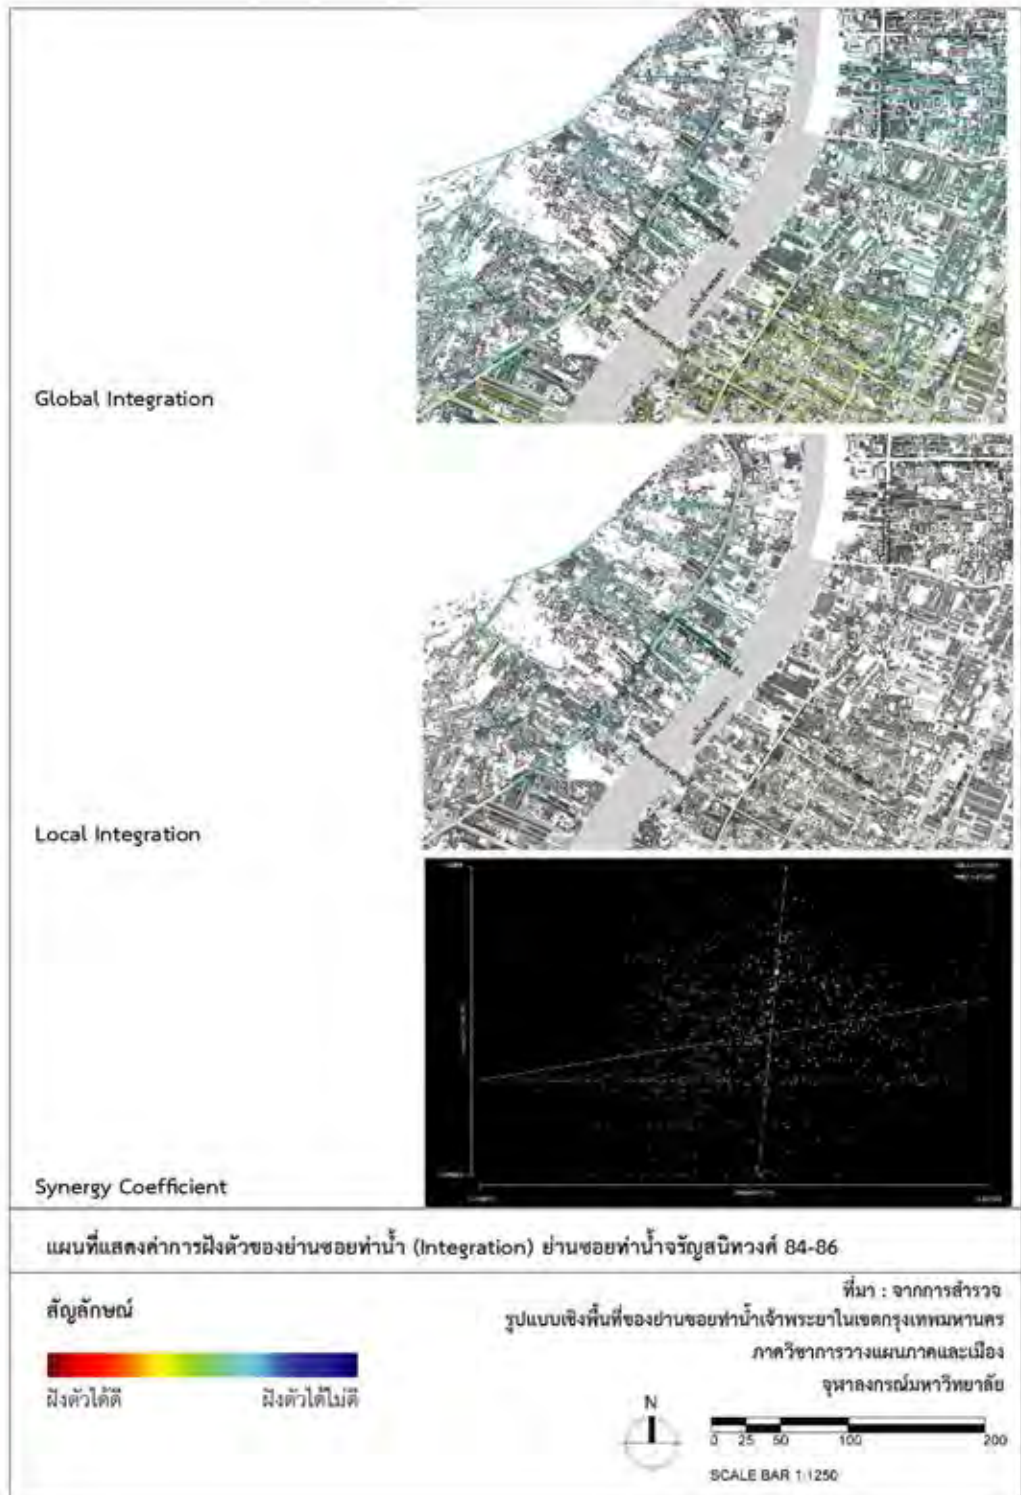 Global Integration
Local Integration
Synergy Coefficient
แผนที่แสดงค่าการฝังตัวของย่านซอยท่าน้ำ (Integration) ย่านซอยท่าน้ำจรัญสนิทวงศ์ 84-86
สัญลักษณ์
ฝังตัวได้ดี
ฝังตัวได้ไม่ดี
ที่มา : จากการสำรวจ
รูปแบบเชิงพื้นที่ของย่านซอยท่าน้ำเจ้าพระยาในเขตกรุงเทพมหานคร
ภาควิชาการวางแผนภาคและเมือง
จุฬาลงกรณ์มหาวิทยาลัย
N
0 25 50 100 200
SCALE BAR 1:1250